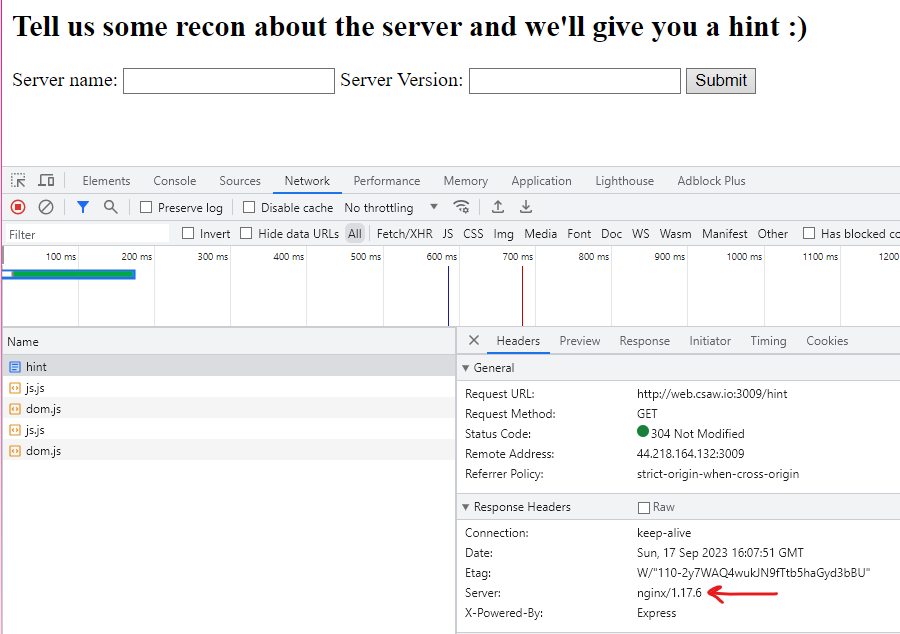 Tell us some recon about the server and we'll give you a hint :)
Server name: Server Version: Submit
Elements Console Sources Network Performance Memory Application Lighthouse Adblock Plus
Preserve log Disable cache No throttling
Filter Invert Hide data URLs All Fetch/XHR JS CSS Img Media Font Doc WS Wasm Manifest Other Has blocked co
100 ms 200 ms 300 ms 400 ms 500 ms 600 ms 700 ms 800 ms 900 ms 1000 ms 1100 ms 1200
Name
hint
js.js
dom.js
js.js
dom.js
Headers Preview Response Initiator Timing Cookies
General
Request URL: http://web.csaw.io:3009/hint
Request Method: GET
Status Code: 304 Not Modified
Remote Address: 44.218.164.132:3009
Referrer Policy: strict-origin-when-cross-origin
Response Headers Raw
Connection: keep-alive
Date: Sun, 17 Sep 2023 16:07:51 GMT
Etag: W/"110-2y7WAQ4wukJN9fTtb5haGyd3bBU"
Server: nginx/1.17.6
X-Powered-By: Express